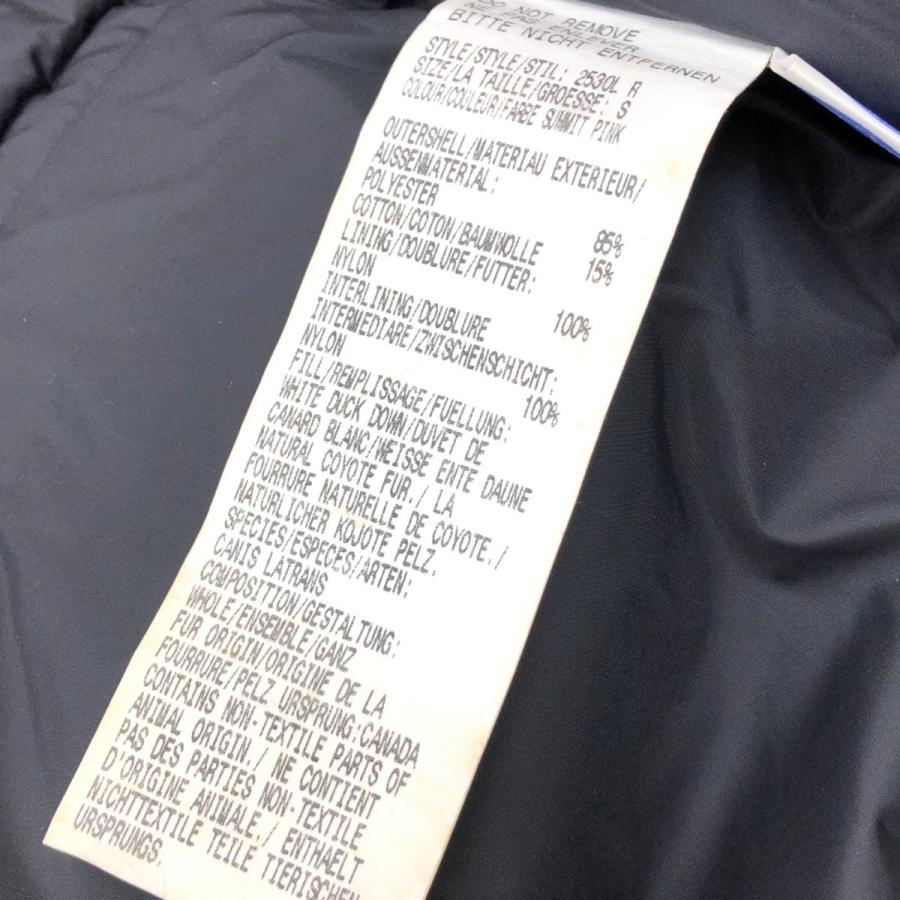 DO NOT REMOVE
NE PAS ENLEVER
BITTE NICHT ENTFERNEN
STYLE/STYLE/STIL: 2530L R
SIZE/LA TAILLE/GROESSE: S
COLOUR/COULEUR/FARBE SUMMIT PINK
OUTERSHELL/MATERIAU EXTERIEUR/
AUSSENMATERIAL:
POLYESTER 85%
COTTON/COTON/BAUMWOLLE 15%
LINING/DOUBLURE/FUTTER:
NYLON 100%
INTERLINING/DOUBLURE
INTERMEDIARE/ZWISCHENSCHICHT:
NYLON 100%
FILL/REMPLISSAGE/FUELLUNG:
WHITE DUCK DOWN/DUVET DE
CANARD BLANC/WEISSE ENTE DAUNE
NATURAL COYOTE FUR./ LA
FOURRURE NATURELLE DE COYOTE./
NATURLICHER KOJOTE PELZ.
SPECIES/ESPECES/ARTEN:
CANIS LATRANS
COMPOSITION/GESTALTUNG:
WHOLE/ENSEMBLE/GANZ
FUR ORIGIN/ORIGINE DE LA
FOURRURE/PELZ URSPRUNG:CANADA
CONTAINS NON-TEXTILE PARTS OF
ANIMAL ORIGIN./ NE CONTIENT
PAS DES PARTIES NON-TEXTILE
D'ORIGINE ANIMALE./ ENTHAELT
NICHTTEXTILE TEILE TIERISCHEN
URSPRUNGS.